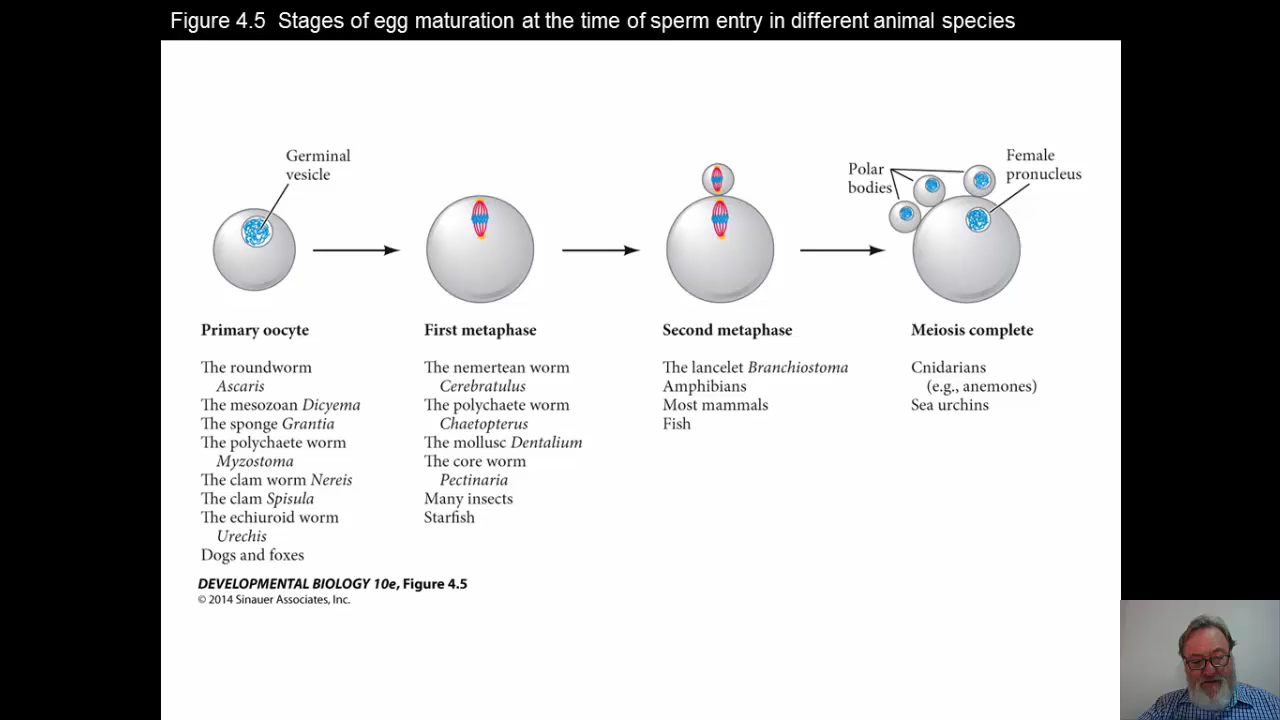 Figure 4.5 Stages of egg maturation at the time of sperm entry in different animal species
Germinal
vesicle
Polar
bodies
Female
pronucleus
Primary oocyte
The roundworm
Ascaris
The mesozoan Dicyema
The sponge Grantia
The polychaete worm
Myzostoma
The clam worm Nereis
The clam Spisula
The echiuroid worm
Urechis
Dogs and foxes
First metaphase
The nemertean worm
Cerebratulus
The polychaete worm
Chaetopterus
The mollusc Dentalium
The core worm
Pectinaria
Many insects
Starfish
Second metaphase
The lancelet Branchiostoma
Amphibians
Most mammals
Fish
Meiosis complete
Cnidarians
(e.g., anemones)
Sea urchins
DEVELOPMENTAL BIOLOGY 10e, Figure 4.5
© 2014 Sinauer Associates, Inc.